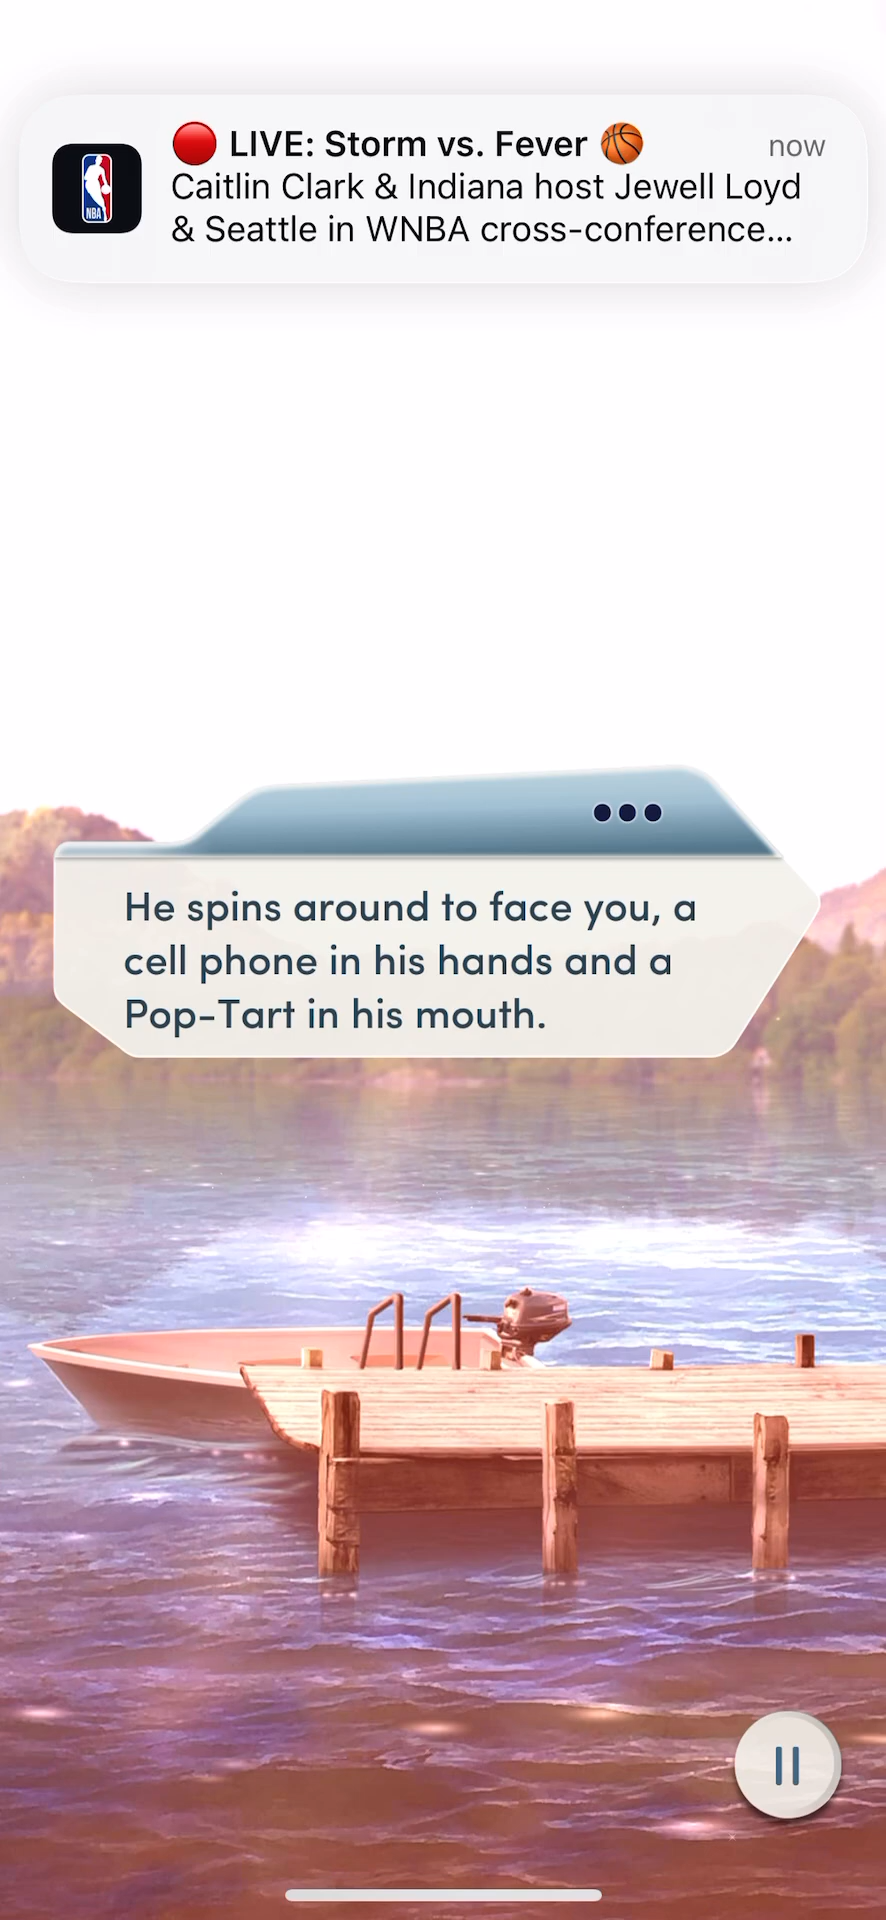 🔴 LIVE: Storm vs. Fever 🏀 now
NBA
Caitlin Clark & Indiana host Jewell Loyd
& Seattle in WNBA cross-conference...
He spins around to face you, a
cell phone in his hands and a
Pop-Tart in his mouth.